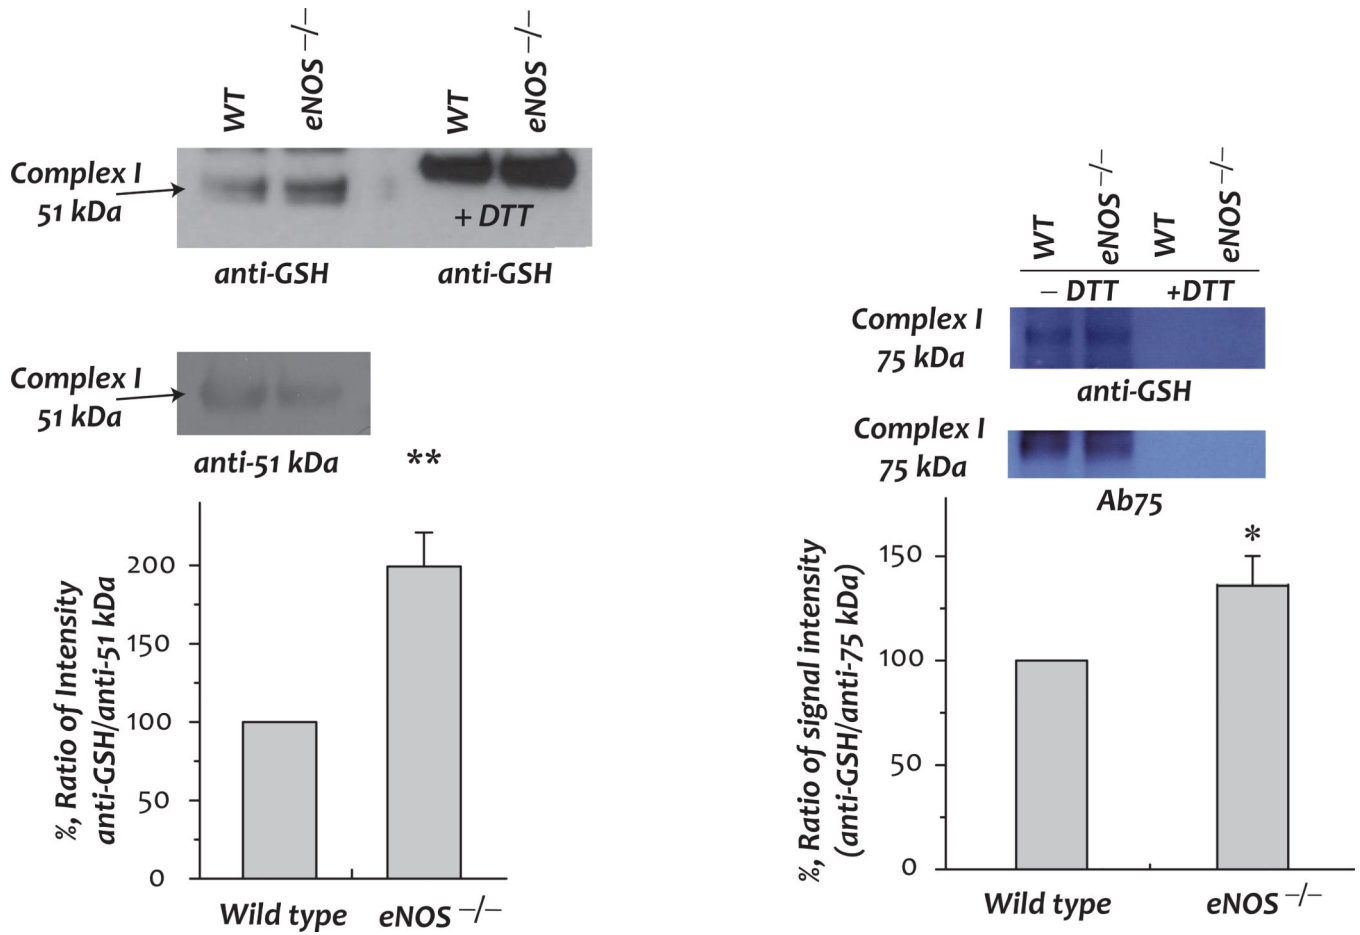 WT
eNOS −/−
WT
eNOS −/−
Complex I
51 kDa
+ DTT
anti-GSH
anti-GSH
Complex I
51 kDa
anti-51 kDa
**
%, Ratio of Intensity
anti-GSH/anti-51 kDa
200
150
100
50
0
Wild type
eNOS −/−
WT
eNOS −/−
WT
eNOS −/−
− DTT
+DTT
Complex I
75 kDa
anti-GSH
Complex I
75 kDa
Ab75
*
%, Ratio of signal intensity
(anti-GSH/anti-75 kDa)
150
100
50
0
Wild type
eNOS −/−